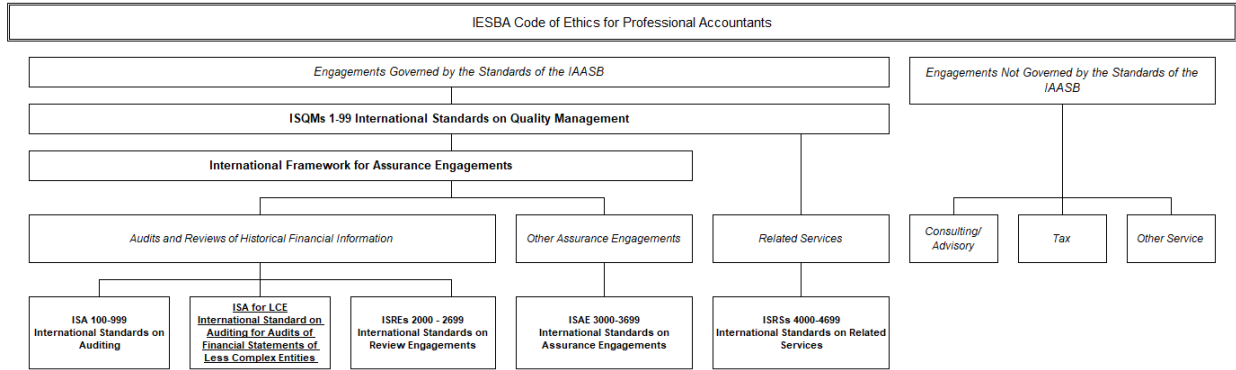 IESBA Code of Ethics for Professional Accountants
Engagements Governed by the Standards of the IAASB
Engagements Not Governed by the Standards of the
IAASB
ISQMs 1-99 International Standards on Quality Management
International Framework for Assurance Engagements
Audits and Reviews of Historical Financial Information
Other Assurance Engagements
Related Services
Consulting/
Advisory
Tax
Other Service
ISA 100-999
International Standards on
Auditing
ISA for LCE
International Standard on
Auditing for Audits of
Financial Statements of
Less Complex Entities
ISREs 2000 - 2699
International Standards on
Review Engagements
ISAE 3000-3699
International Standards on
Assurance Engagements
ISRSs 4000-4699
International Standards on Related
Services